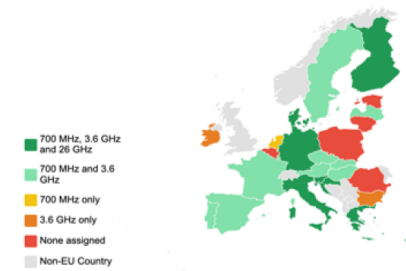 700 MHz, 3.6 GHz
and 26 GHz
700 MHz and 3.6
GHz
700 MHz only
3.6 GHz only
None assigned
Non-EU Country